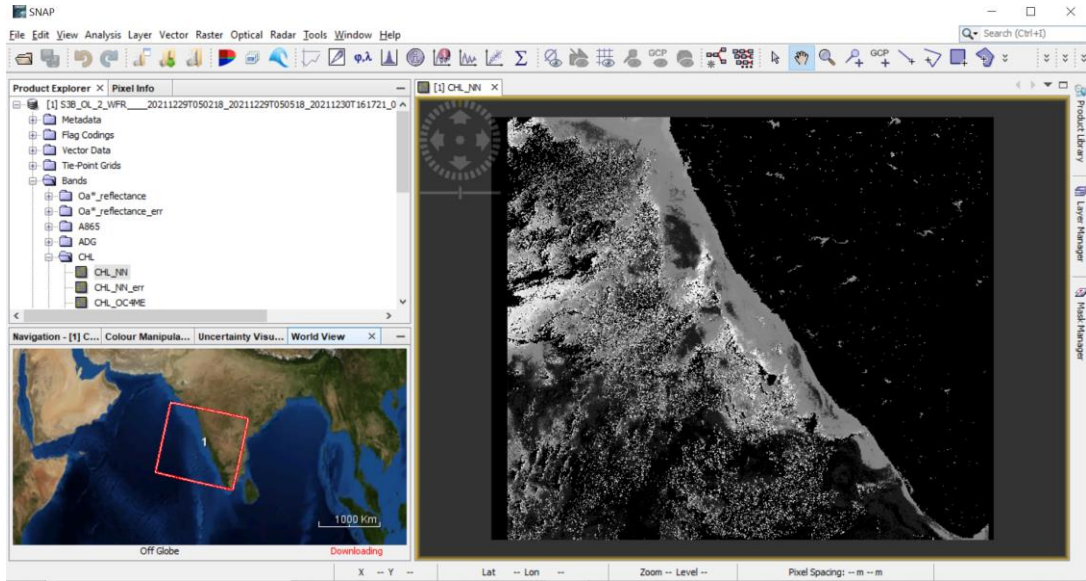 SNAP
File Edit View Analysis Layer Vector Raster Optical Radar Tools Window Help
Search (Ctrl+I)
φ,λ
Σ
GCP
GCP
Product Explorer × Pixel Info
[1] S3B_OL_2_WFR____20211229T050218_20211229T050518_20211230T161721_0
Metadata
Flag Codings
Vector Data
Tie-Point Grids
Bands
Oa*_reflectance
Oa*_reflectance_err
A865
ADG
CHL
CHL_NN
CHL_NN_err
CHL_OC4ME
[1] CHL_NN ×
Navigation - [1] C... Colour Manipula... Uncertainty Visu... World View ×
1
1000 Km
Off Globe
Downloading
Product Library
Layer Manager
Mask Manager
X -- Y -- Lat -- Lon -- Zoom -- Level -- Pixel Spacing: -- m -- m